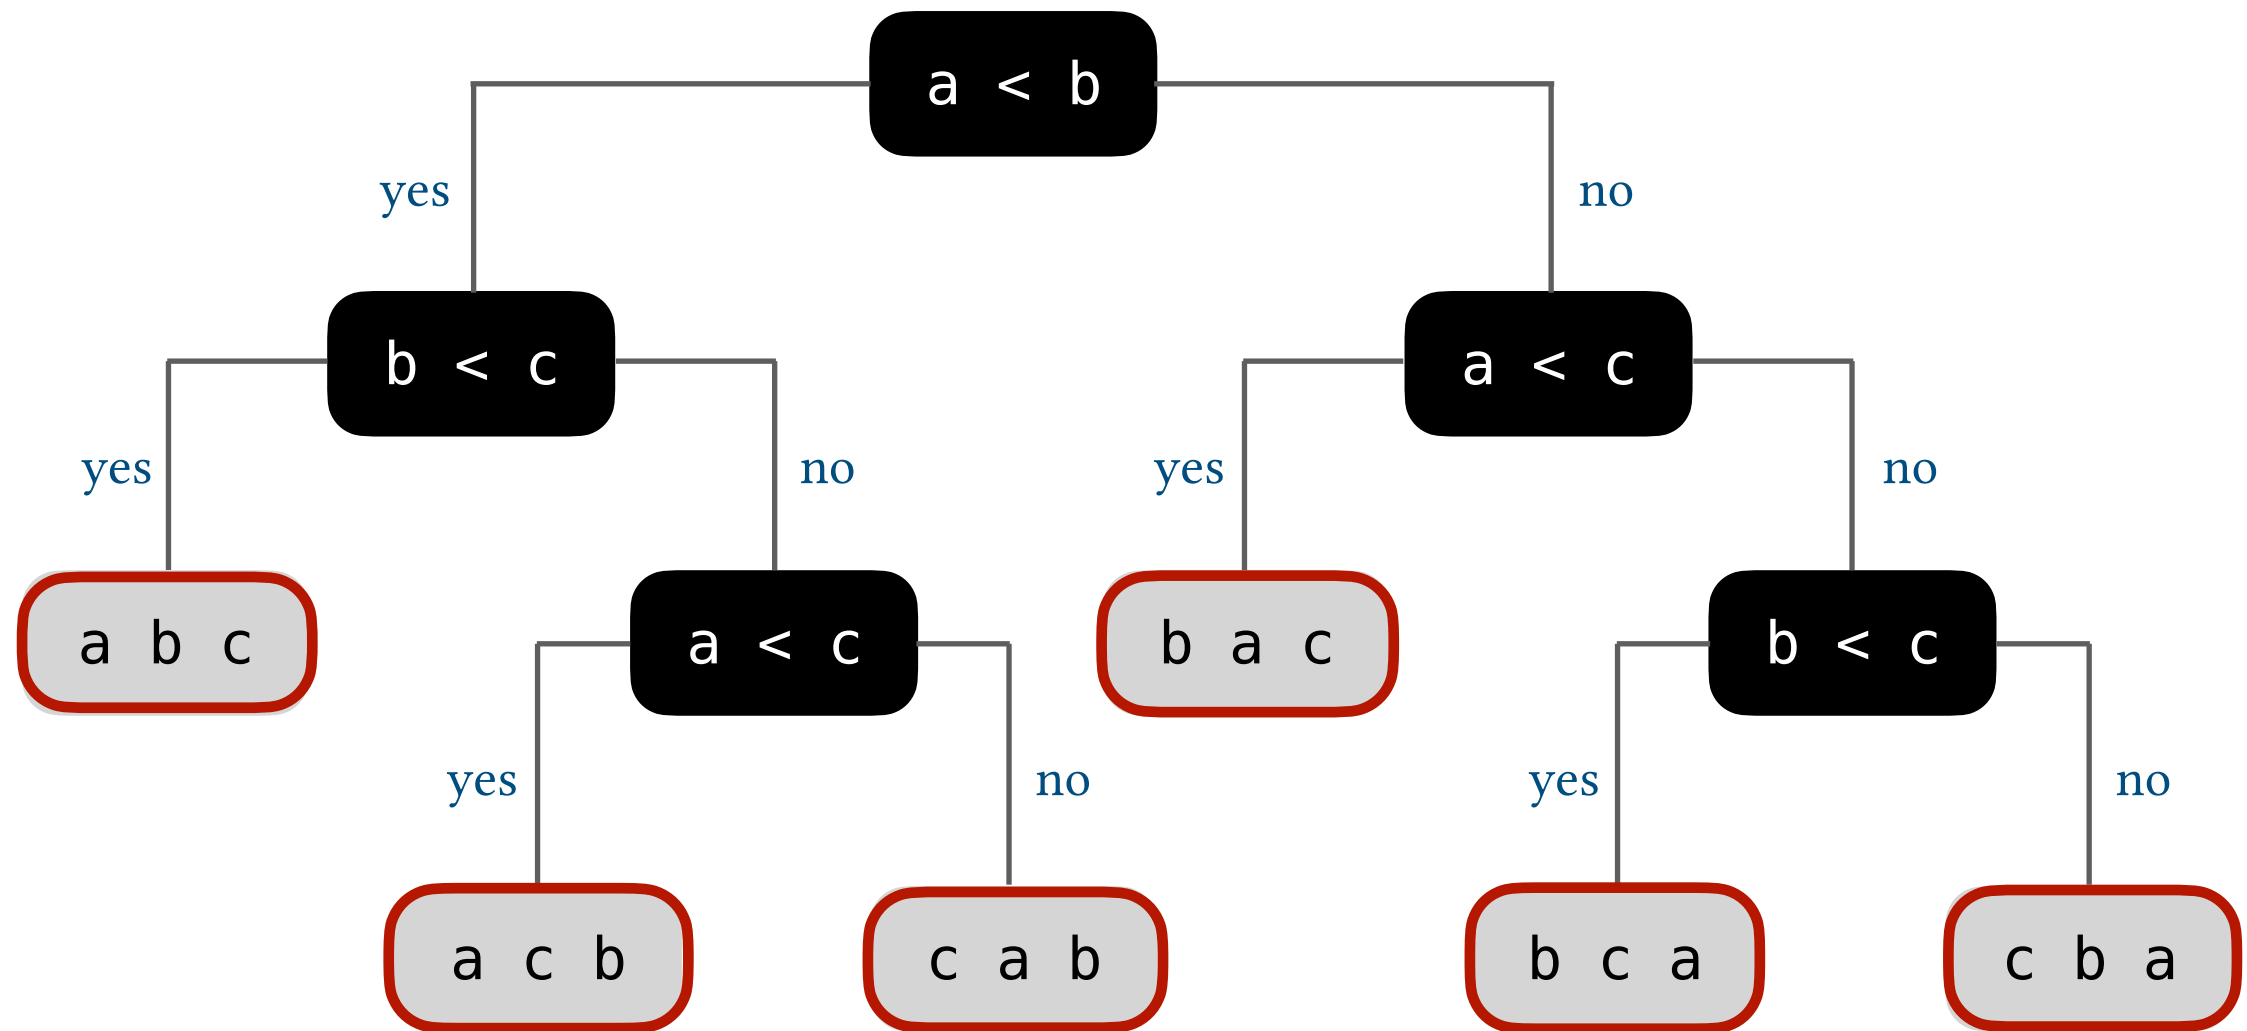 a < b
yes
no
b < c
a < c
yes
no
yes
no
a b c
a < c
b a c
b < c
yes
no
yes
no
a c b
c a b
b c a
c b a